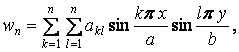 $w_n = \sum_{k=1}^{n} \sum_{l=1}^{n} a_{kl} \sin \frac{k\pi x}{a} \sin \frac{l\pi y}{b},$